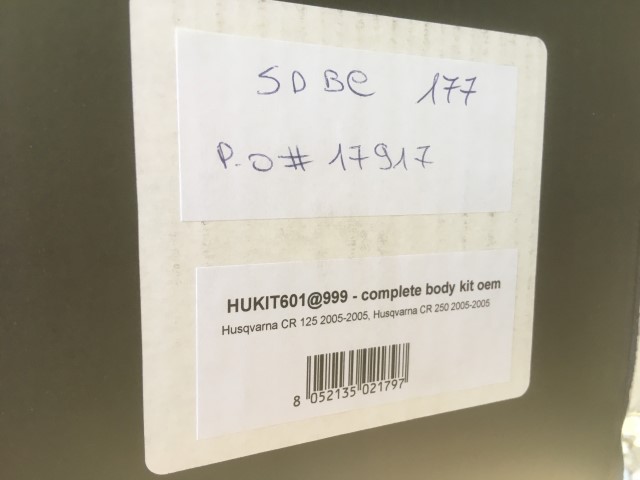 SDBC 177
P.O# 17917
HUKIT601@999 - complete body kit oem
Husqvarna CR 125 2005-2005, Husqvarna CR 250 2005-2005
8 052135 021797